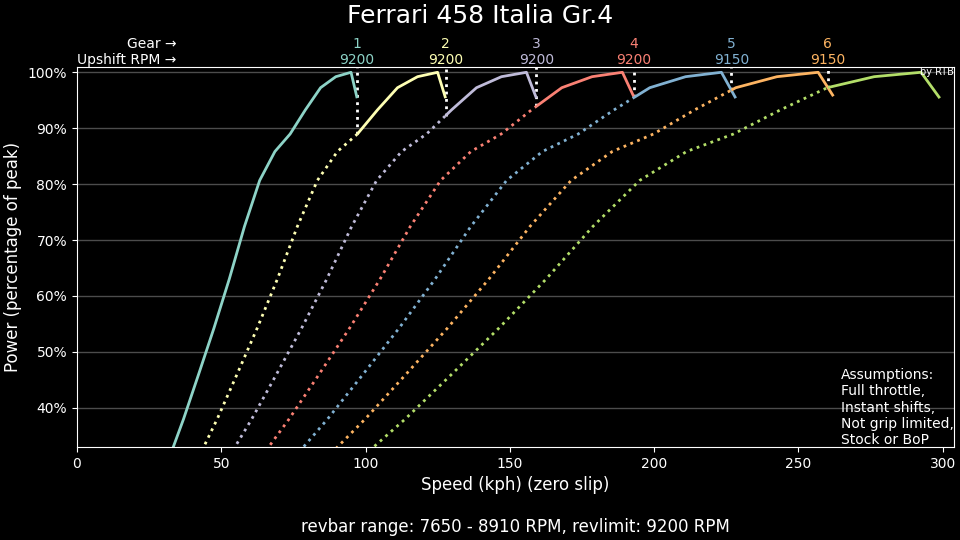 Ferrari 458 Italia Gr.4
Gear → 1 2 3 4 5 6
Upshift RPM → 9200 9200 9200 9200 9150 9150
by RTB
100%
90%
80%
70%
60%
50%
40%
Power (percentage of peak)
Assumptions:
Full throttle,
Instant shifts,
Not grip limited,
Stock or BoP
0 50 100 150 200 250 300
Speed (kph) (zero slip)
revbar range: 7650 - 8910 RPM, revlimit: 9200 RPM